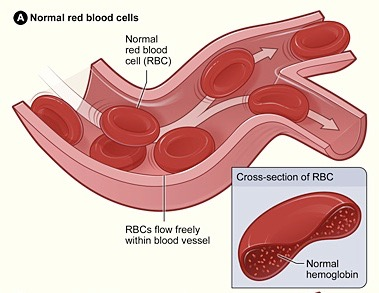 A Normal red blood cells
Normal
red blood
cell (RBC)
RBCs flow freely
within blood vessel
Cross-section of RBC
Normal
hemoglobin